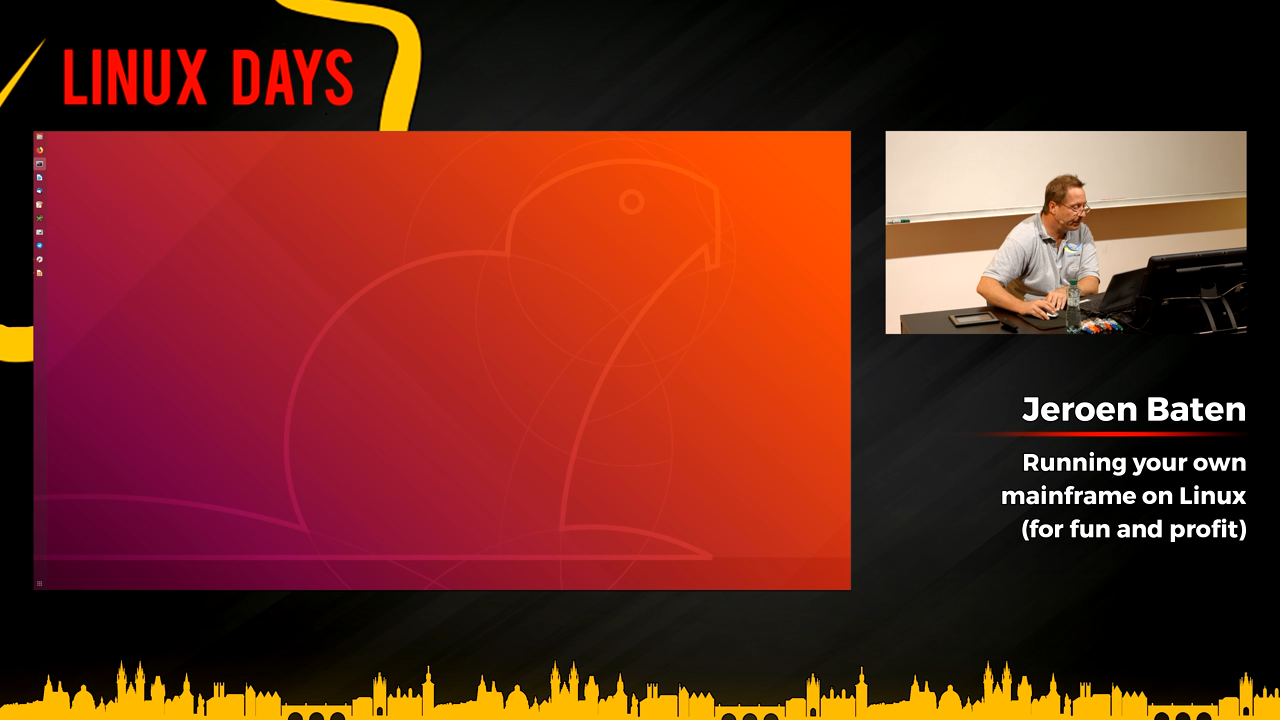 LINUX DAYS
Jeroen Baten
Running your own
mainframe on Linux
(for fun and profit)